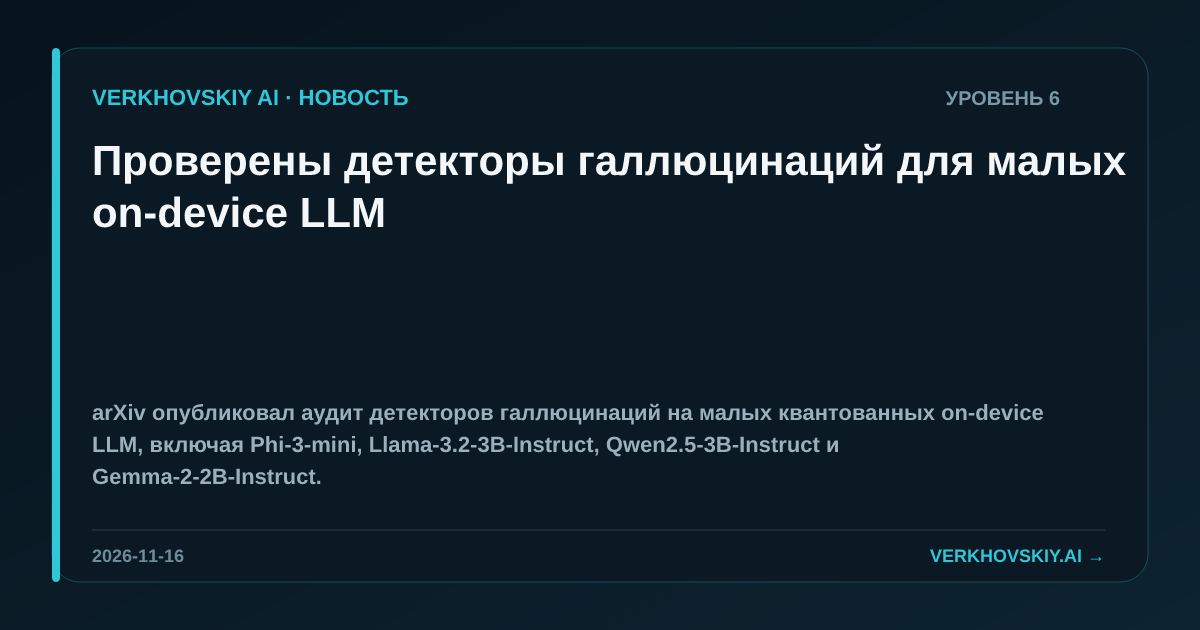 VERKHOVSKIY AI · НОВОСТЬ
УРОВЕНЬ 6
Проверены детекторы галлюцинаций для малых
on-device LLM
arXiv опубликовал аудит детекторов галлюцинаций на малых квантованных on-device
LLM, включая Phi-3-mini, Llama-3.2-3B-Instruct, Qwen2.5-3B-Instruct и
Gemma-2-2B-Instruct.
2026-11-16
VERKHOVSKIY.AI →